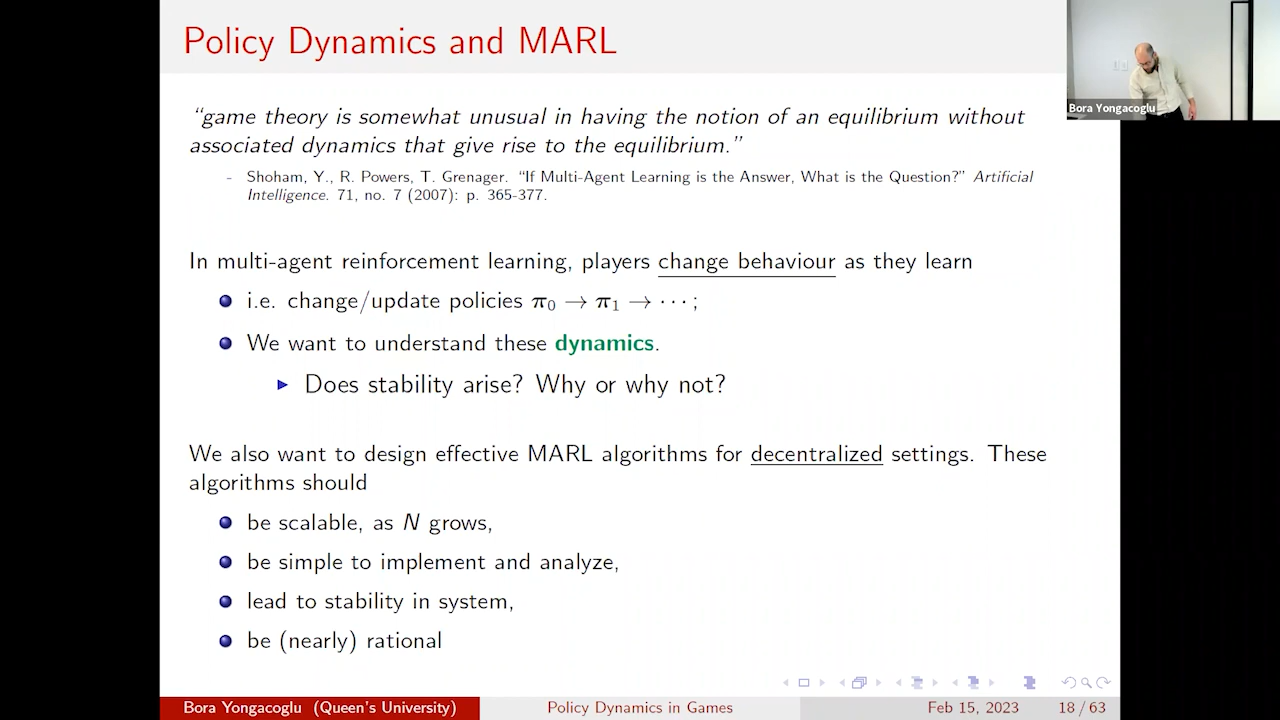 Policy Dynamics and MARL
“game theory is somewhat unusual in having the notion of an equilibrium without
associated dynamics that give rise to the equilibrium.”
- Shoham, Y., R. Powers, T. Grenager. “If Multi-Agent Learning is the Answer, What is the Question?” Artificial
Intelligence. 71, no. 7 (2007): p. 365-377.
In multi-agent reinforcement learning, players change behaviour as they learn
i.e. change/update policies π₀ → π₁ → ··· ;
We want to understand these dynamics.
Does stability arise? Why or why not?
We also want to design effective MARL algorithms for decentralized settings. These
algorithms should
be scalable, as N grows,
be simple to implement and analyze,
lead to stability in system,
be (nearly) rational
Bora Yongacoglu (Queen's University)
Policy Dynamics in Games
Feb 15, 2023
18 / 63
Bora Yongacoglu